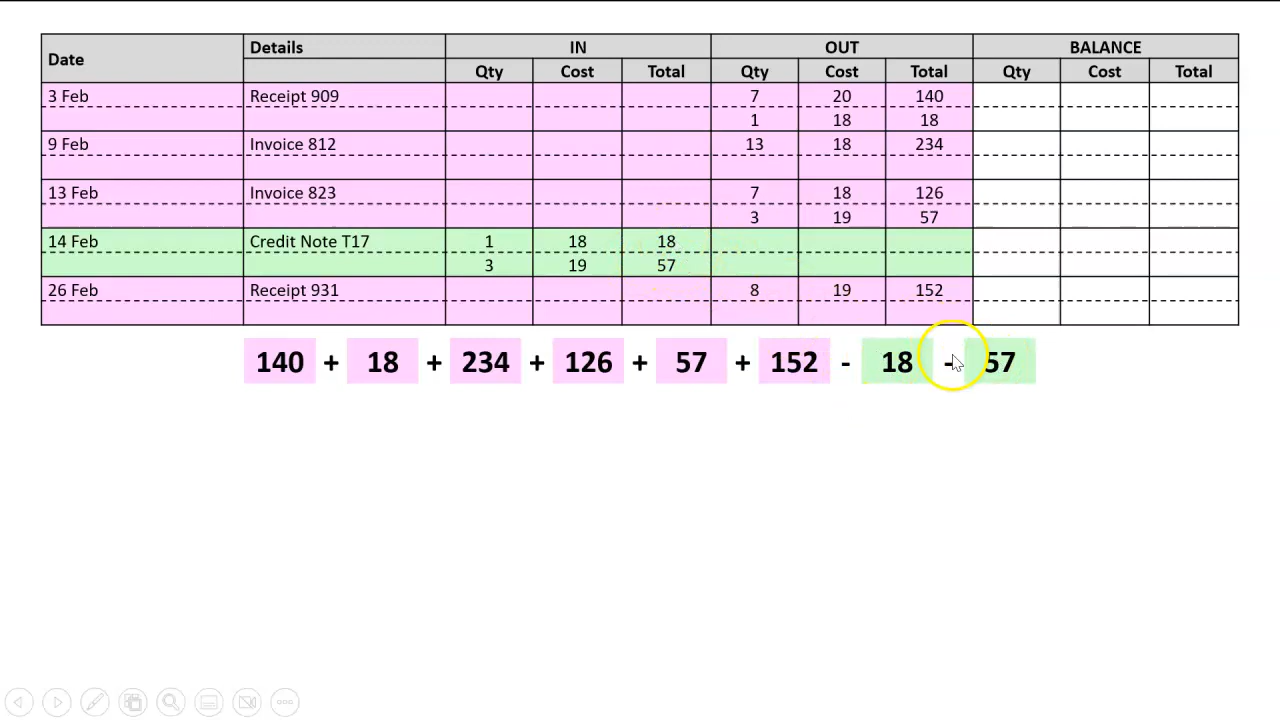 Date Details IN OUT BALANCE
Qty Cost Total Qty Cost Total Qty Cost Total
3 Feb Receipt 909 7 20 140
1 18 18
9 Feb Invoice 812 13 18 234
13 Feb Invoice 823 7 18 126
3 19 57
14 Feb Credit Note T17 1 18 18
3 19 57
26 Feb Receipt 931 8 19 152
140 + 18 + 234 + 126 + 57 + 152 - 18 - 57